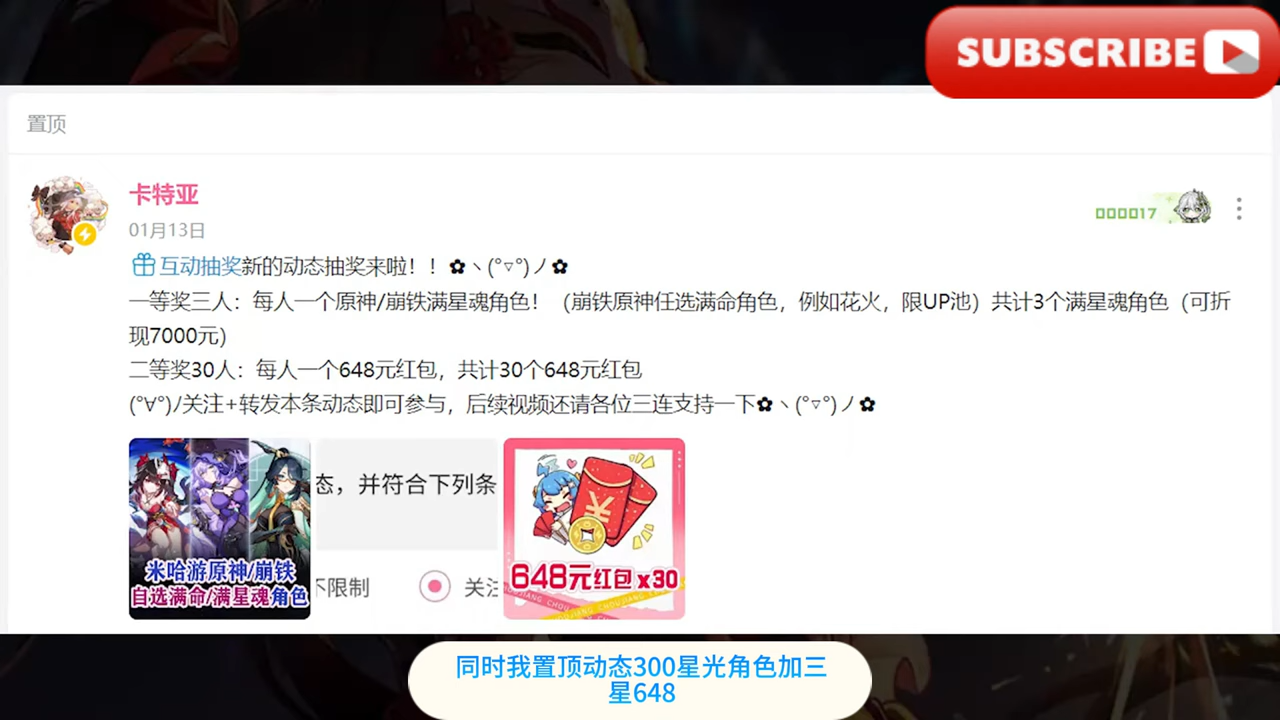 SUBSCRIBE
置顶
卡特亚
000017
01月13日
互动抽奖新的动态抽奖来啦！！✿ヽ(°▽°)ノ✿
一等奖三人：每人一个原神/崩铁满星魂角色！（崩铁原神任选满命角色，例如花火，限UP池）共计3个满星魂角色（可折
现7000元）
二等奖30人：每人一个648元红包，共计30个648元红包
(°∀°)ﾉ关注+转发本条动态即可参与，后续视频还请各位三连支持一下✿ヽ(°▽°)ノ✿
米哈游原神/崩铁
自选满命/满星魂角色
态，并符合下列条
不限制
关注
648元红包x30
同时我置顶动态300星光角色加三
星648